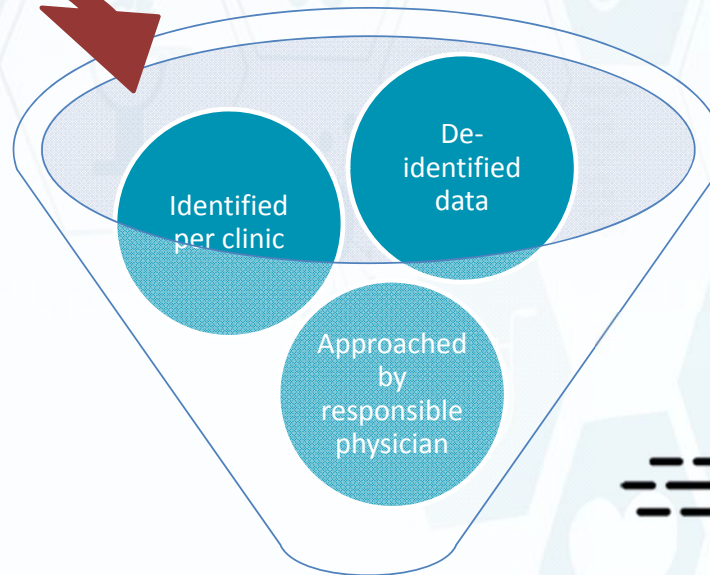 De-
identified
data
Identified
per clinic
Approached
by
responsible
physician